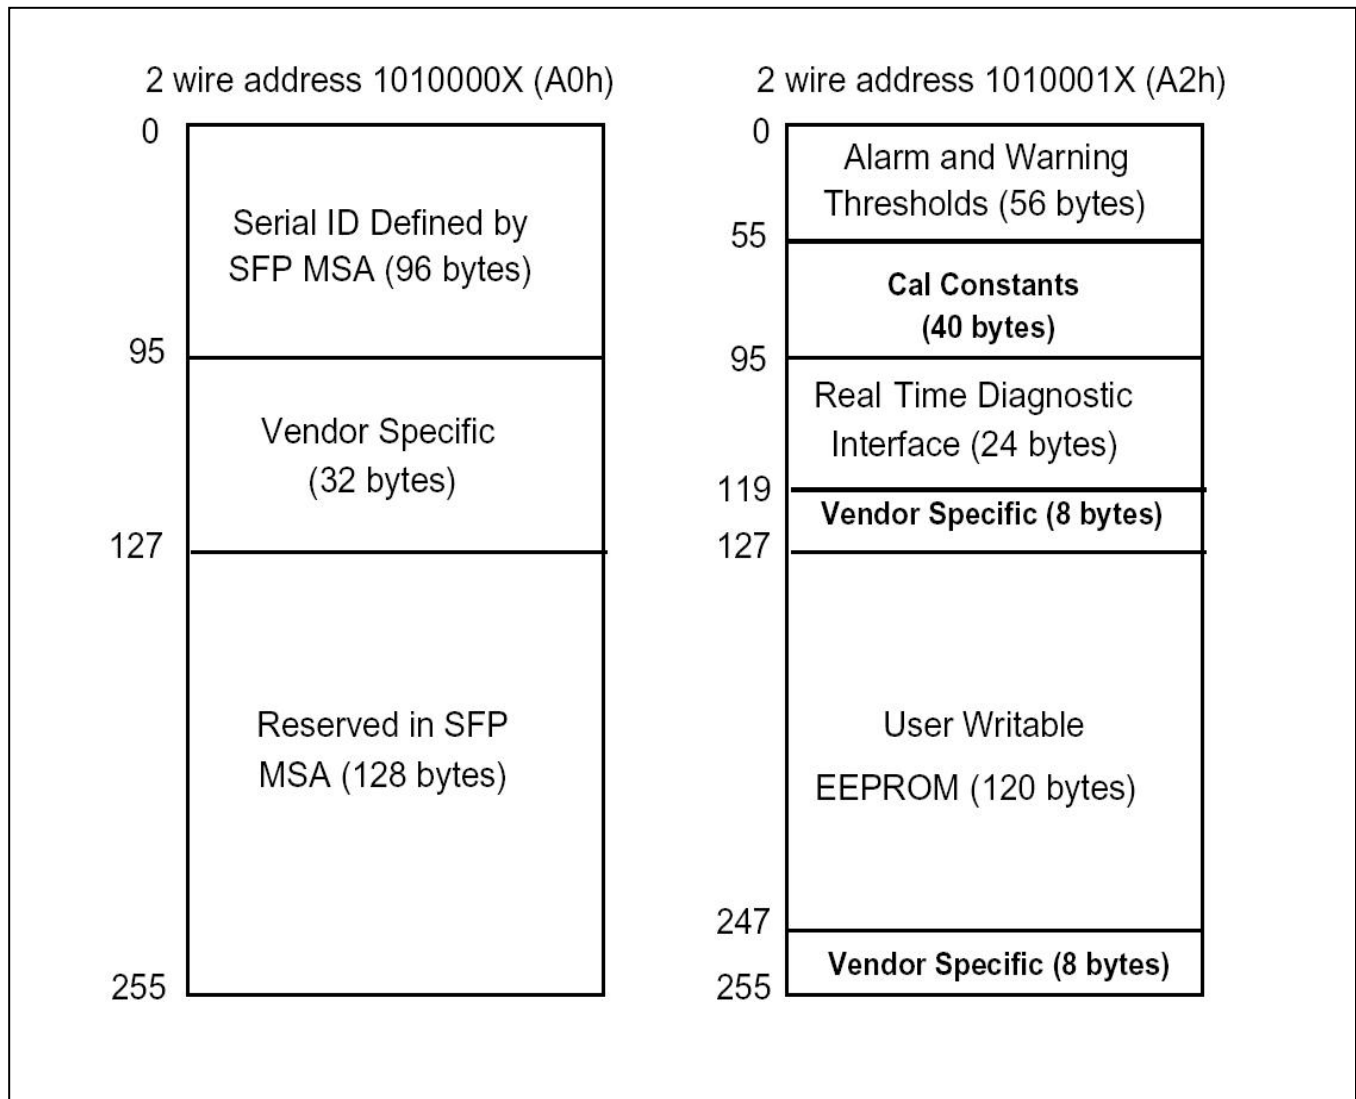 2 wire address 1010000X (A0h)
0
Serial ID Defined by
SFP MSA (96 bytes)
95
Vendor Specific
(32 bytes)
127
Reserved in SFP
MSA (128 bytes)
255
2 wire address 1010001X (A2h)
0
Alarm and Warning
Thresholds (56 bytes)
55
Cal Constants
(40 bytes)
95
Real Time Diagnostic
Interface (24 bytes)
119
Vendor Specific (8 bytes)
127
User Writable
EEPROM (120 bytes)
247
Vendor Specific (8 bytes)
255